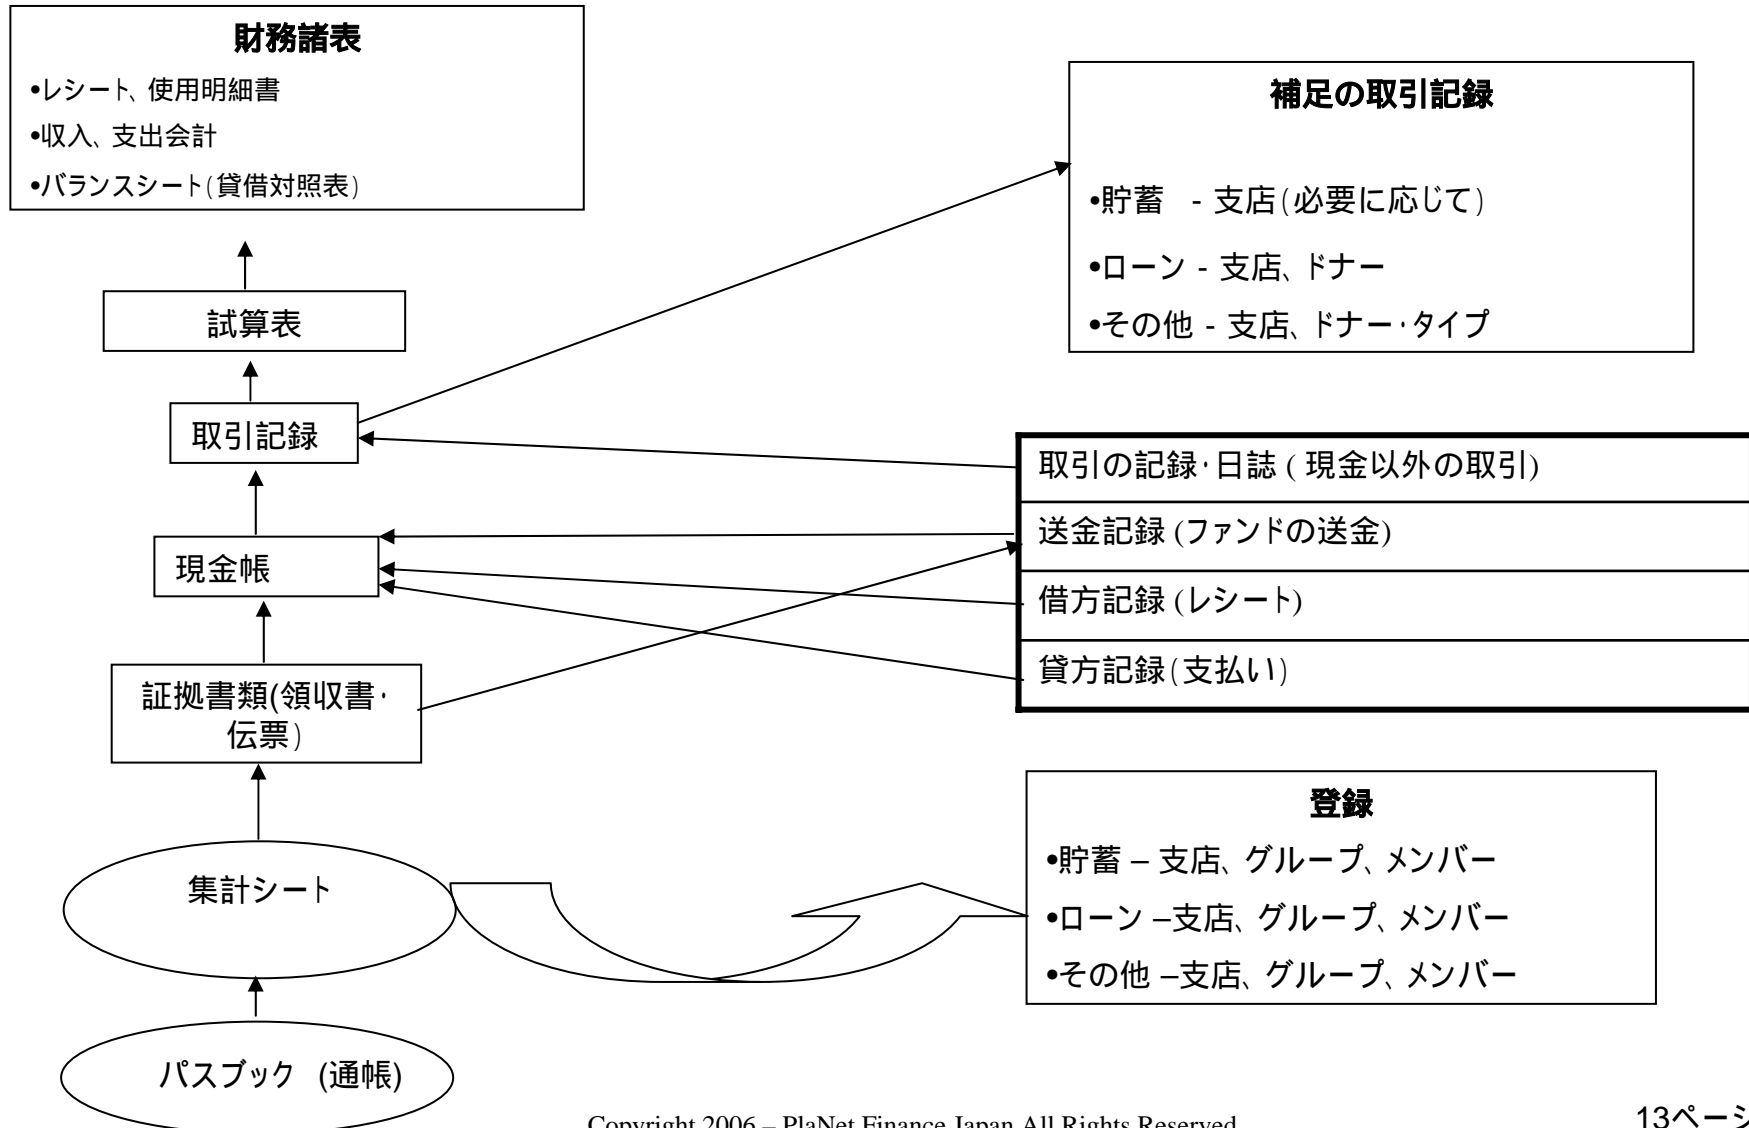 財務諸表
•レシート、使用明細書
•収入、支出会計
•バランスシート(貸借対照表)
補足の取引記録
•貯蓄 - 支店(必要に応じて)
•ローン - 支店、ドナー
•その他 - 支店、ドナー・タイプ
試算表
取引記録
取引の記録・日誌 ( 現金以外の取引)
送金記録 (ファンドの送金)
借方記録 (レシート)
貸方記録(支払い)
現金帳
証拠書類(領収書・
伝票)
登録
•貯蓄 – 支店、グループ、メンバー
•ローン –支店、グループ、メンバー
•その他 –支店、グループ、メンバー
集計シート
パスブック (通帳)
Copyright 2006 – PlaNet Finance Japan All Rights Reserved
13ページ